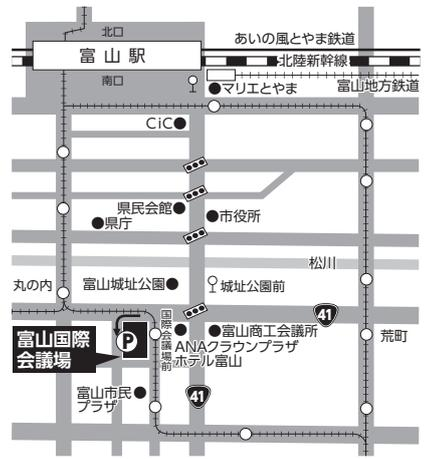 北口
あいの風とやま鉄道
富山駅
北陸新幹線
南口
マリエとやま
富山地方鉄道
CiC
県民会館
市役所
県庁
松川
丸の内
富山城址公園
城址公園前
41
国際会議場前
富山商工会議所
荒町
P
富山国際
会議場
ANAクラウンプラザ
ホテル富山
富山市民
プラザ
41